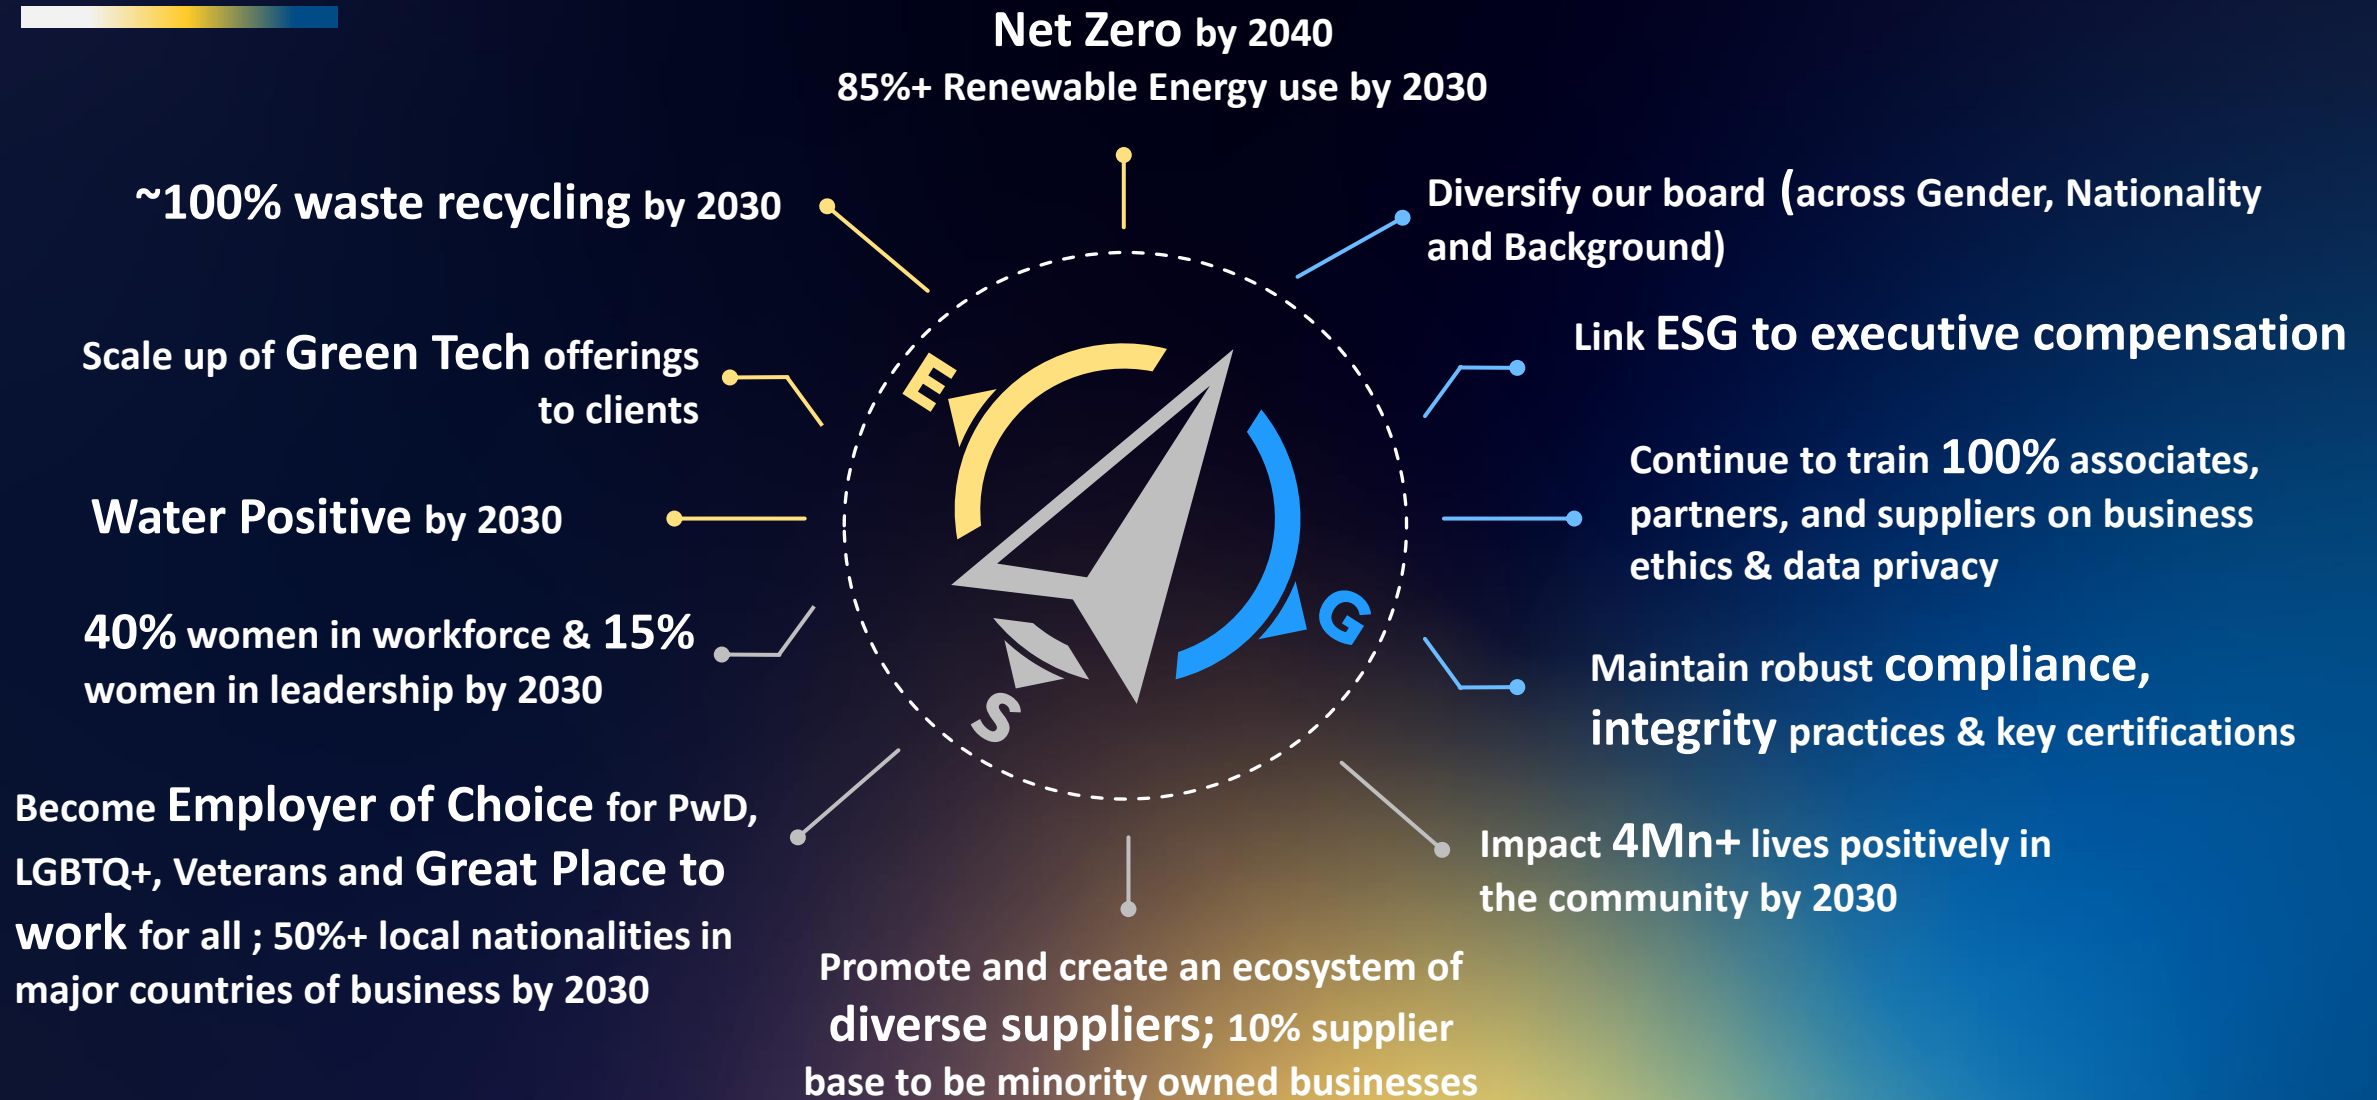 Net Zero by 2040
85%+ Renewable Energy use by 2030
~100% waste recycling by 2030
Scale up of Green Tech offerings
to clients
Water Positive by 2030
40% women in workforce & 15%
women in leadership by 2030
Become Employer of Choice for PwD,
LGBTQ+, Veterans and Great Place to
work for all ; 50%+ local nationalities in
major countries of business by 2030
E
G
S
Diversify our board (across Gender, Nationality
and Background)
Link ESG to executive compensation
Continue to train 100% associates,
partners, and suppliers on business
ethics & data privacy
Maintain robust compliance,
integrity practices & key certifications
Impact 4Mn+ lives positively in
the community by 2030
Promote and create an ecosystem of
diverse suppliers; 10% supplier
base to be minority owned businesses